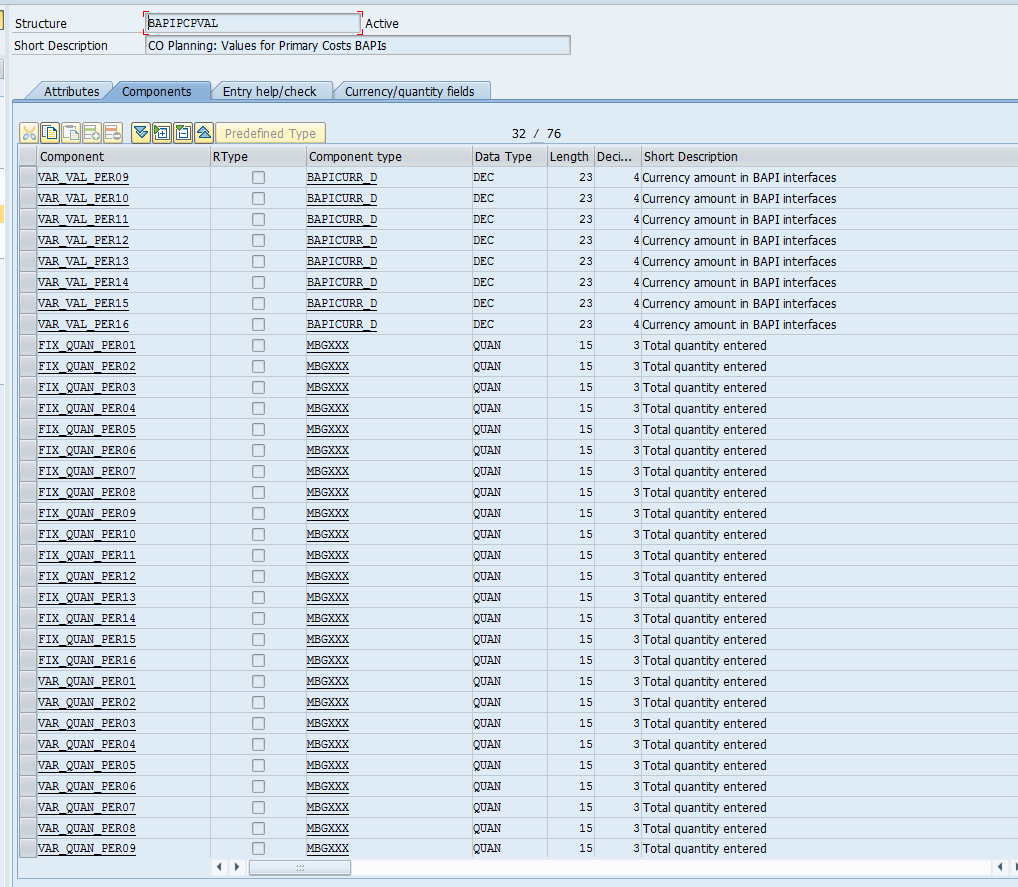 Structure BAPIPCPVAL Active
Short Description CO Planning: Values for Primary Costs BAPIs
Attributes Components Entry help/check Currency/quantity fields
Predefined Type 32 / 76
Component RType Component type Data Type Length Deci... Short Description
VAR_VAL_PER09 BAPICURR_D DEC 23 4 Currency amount in BAPI interfaces
VAR_VAL_PER10 BAPICURR_D DEC 23 4 Currency amount in BAPI interfaces
VAR_VAL_PER11 BAPICURR_D DEC 23 4 Currency amount in BAPI interfaces
VAR_VAL_PER12 BAPICURR_D DEC 23 4 Currency amount in BAPI interfaces
VAR_VAL_PER13 BAPICURR_D DEC 23 4 Currency amount in BAPI interfaces
VAR_VAL_PER14 BAPICURR_D DEC 23 4 Currency amount in BAPI interfaces
VAR_VAL_PER15 BAPICURR_D DEC 23 4 Currency amount in BAPI interfaces
VAR_VAL_PER16 BAPICURR_D DEC 23 4 Currency amount in BAPI interfaces
FIX_QUAN_PER01 MBGXXX QUAN 15 3 Total quantity entered
FIX_QUAN_PER02 MBGXXX QUAN 15 3 Total quantity entered
FIX_QUAN_PER03 MBGXXX QUAN 15 3 Total quantity entered
FIX_QUAN_PER04 MBGXXX QUAN 15 3 Total quantity entered
FIX_QUAN_PER05 MBGXXX QUAN 15 3 Total quantity entered
FIX_QUAN_PER06 MBGXXX QUAN 15 3 Total quantity entered
FIX_QUAN_PER07 MBGXXX QUAN 15 3 Total quantity entered
FIX_QUAN_PER08 MBGXXX QUAN 15 3 Total quantity entered
FIX_QUAN_PER09 MBGXXX QUAN 15 3 Total quantity entered
FIX_QUAN_PER10 MBGXXX QUAN 15 3 Total quantity entered
FIX_QUAN_PER11 MBGXXX QUAN 15 3 Total quantity entered
FIX_QUAN_PER12 MBGXXX QUAN 15 3 Total quantity entered
FIX_QUAN_PER13 MBGXXX QUAN 15 3 Total quantity entered
FIX_QUAN_PER14 MBGXXX QUAN 15 3 Total quantity entered
FIX_QUAN_PER15 MBGXXX QUAN 15 3 Total quantity entered
FIX_QUAN_PER16 MBGXXX QUAN 15 3 Total quantity entered
VAR_QUAN_PER01 MBGXXX QUAN 15 3 Total quantity entered
VAR_QUAN_PER02 MBGXXX QUAN 15 3 Total quantity entered
VAR_QUAN_PER03 MBGXXX QUAN 15 3 Total quantity entered
VAR_QUAN_PER04 MBGXXX QUAN 15 3 Total quantity entered
VAR_QUAN_PER05 MBGXXX QUAN 15 3 Total quantity entered
VAR_QUAN_PER06 MBGXXX QUAN 15 3 Total quantity entered
VAR_QUAN_PER07 MBGXXX QUAN 15 3 Total quantity entered
VAR_QUAN_PER08 MBGXXX QUAN 15 3 Total quantity entered
VAR_QUAN_PER09 MBGXXX QUAN 15 3 Total quantity entered